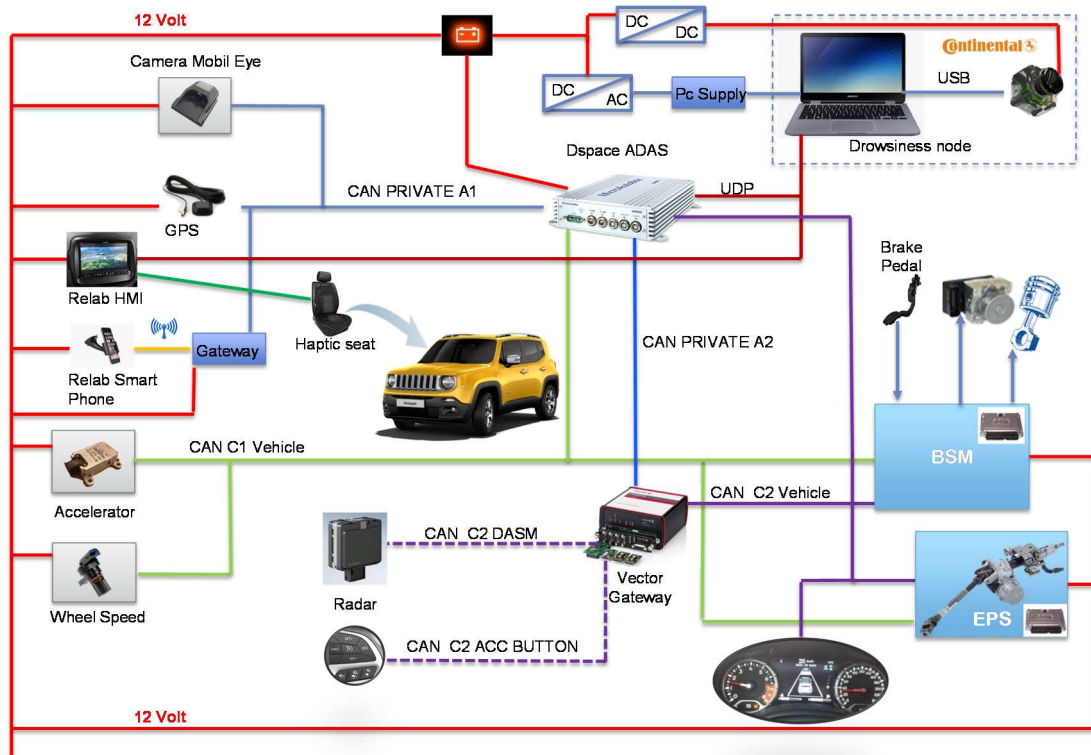 12 Volt
DC
DC
Continental
Camera Mobil Eye
DC
AC
Pc Supply
USB
Drowsiness node
Dspace ADAS
CAN PRIVATE A1
UDP
GPS
Brake
Pedal
Relab HMI
Haptic seat
Gateway
CAN PRIVATE A2
Relab Smart
Phone
CAN C1 Vehicle
BSM
Accelerator
CAN C2 Vehicle
CAN C2 DASM
Vector
Gateway
Radar
Wheel Speed
EPS
CAN C2 ACC BUTTON
12 Volt